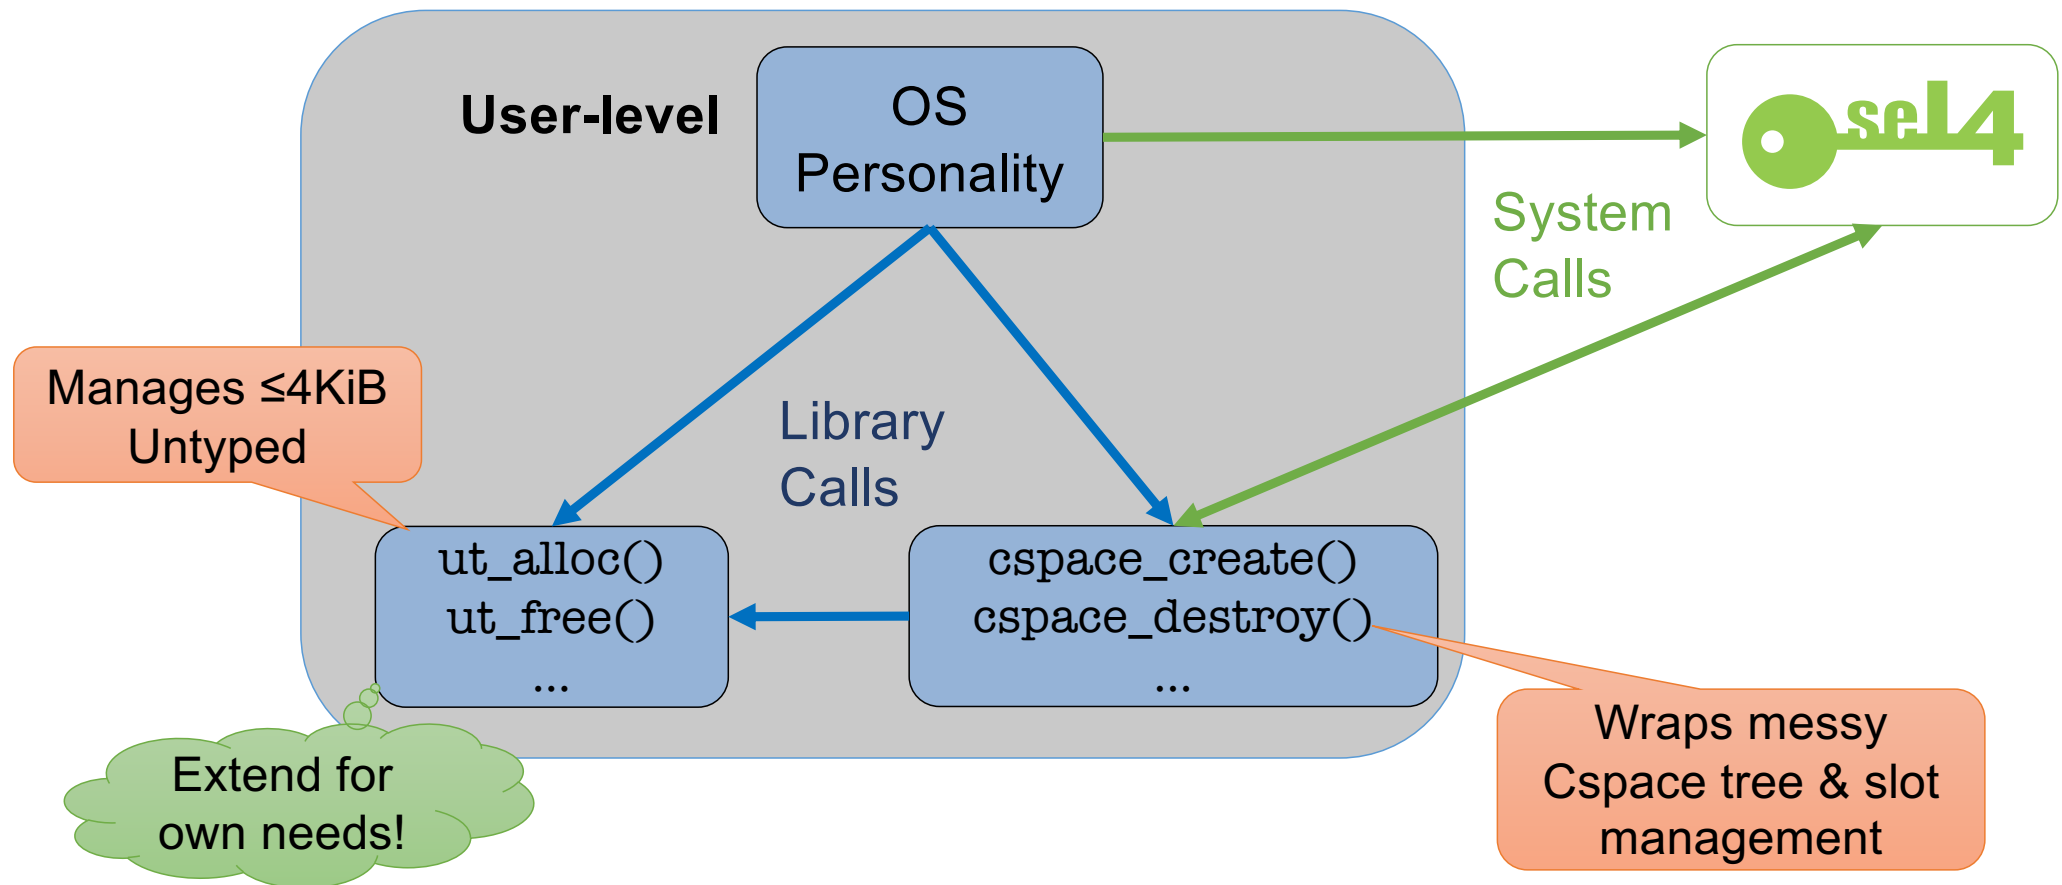 User-level
OS
Personality
seL4
System
Calls
Manages ≤4KiB
Untyped
Library
Calls
ut_alloc()
ut_free()
...
cspace_create()
cspace_destroy()
...
Extend for
own needs!
Wraps messy
Cspace tree & slot
management